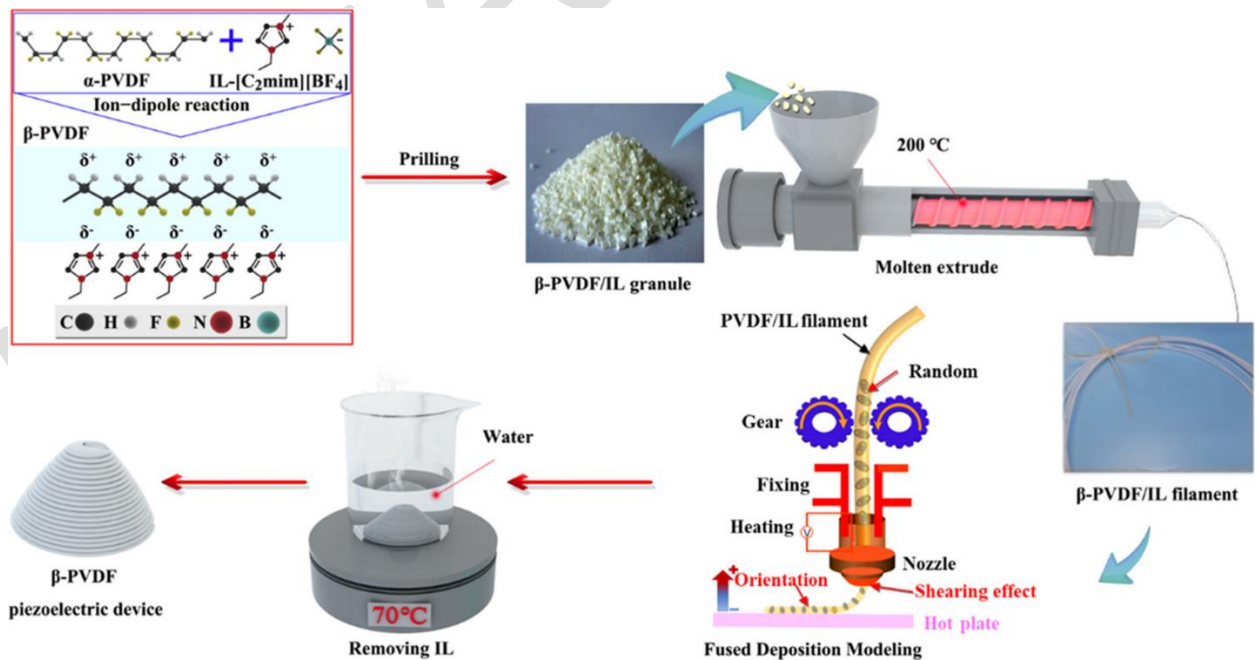 α-PVDF
+
IL-[C₂mim][BF₄]
Ion–dipole reaction
β-PVDF
δ⁺ δ⁺ δ⁺ δ⁺ δ⁺
δ⁻ δ⁻ δ⁻ δ⁻ δ⁻
+ + + + +
C H F N B
Prilling
β-PVDF/IL granule
200 ℃
Molten extrude
β-PVDF/IL filament
PVDF/IL filament
Random
Gear
Fixing
Heating
V
Nozzle
Shearing effect
+
Orientation
-
Hot plate
Fused Deposition Modeling
Water
70℃
Removing IL
β-PVDF
piezoelectric device